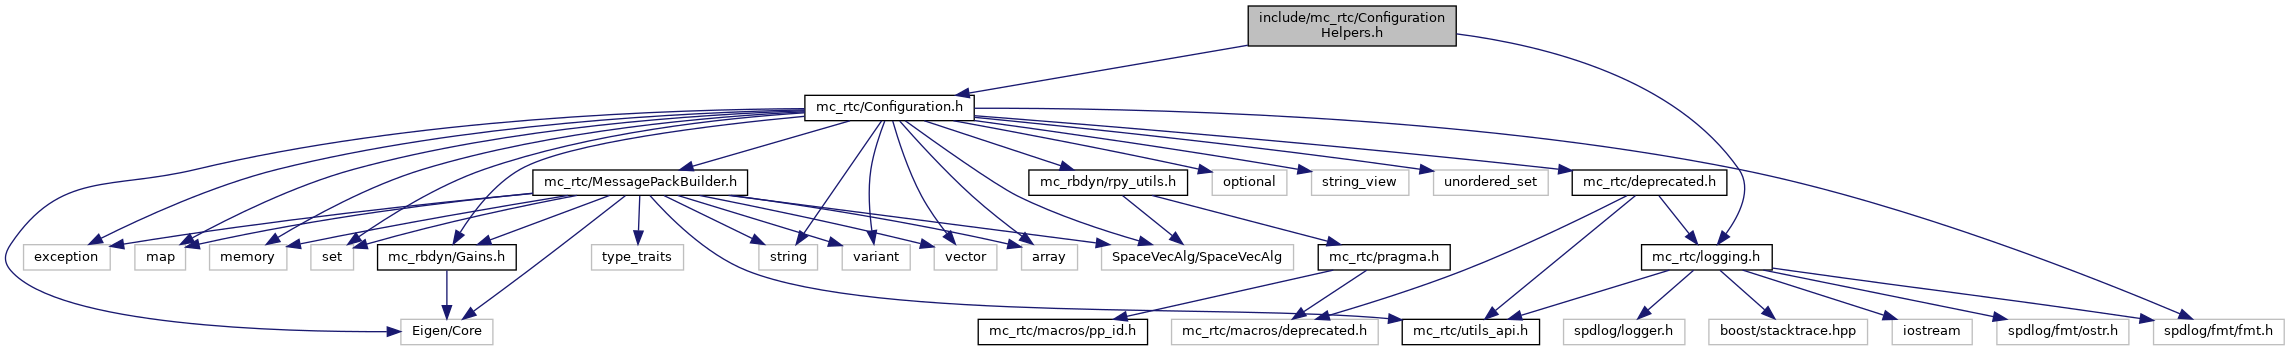 include/mc_rtc/Configuration
Helpers.h
mc_rtc/Configuration.h
mc_rtc/MessagePackBuilder.h
mc_rbdyn/rpy_utils.h
optional
string_view
unordered_set
mc_rtc/deprecated.h
exception
map
memory
set
mc_rbdyn/Gains.h
type_traits
string
variant
vector
array
SpaceVecAlg/SpaceVecAlg
mc_rtc/pragma.h
mc_rtc/logging.h
Eigen/Core
mc_rtc/macros/pp_id.h
mc_rtc/macros/deprecated.h
mc_rtc/utils_api.h
spdlog/logger.h
boost/stacktrace.hpp
iostream
spdlog/fmt/ostr.h
spdlog/fmt/fmt.h